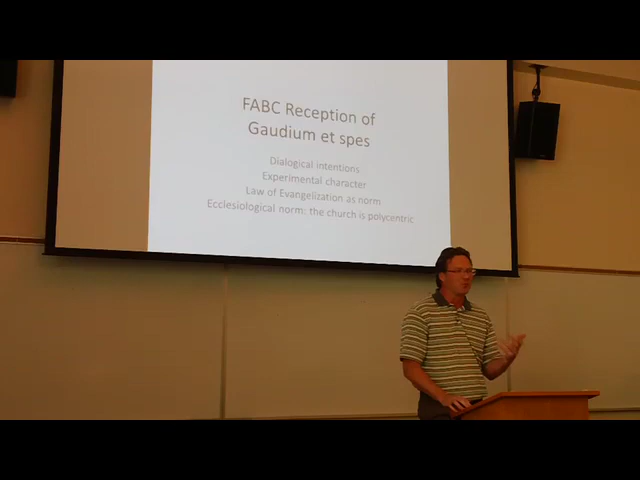 FABC Reception of
Gaudium et spes
Dialogical intentions
Experimental character
Law of Evangelization as norm
Ecclesiological norm: the church is polycentric